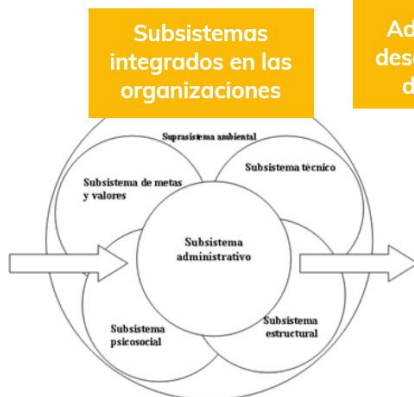 Subsistemas
integrados en las
organizaciones
Suprasistema ambiental
Subsistema de metas
y valores
Subsistema técnico
Subsistema
administrativo
Subsistema
psicosocial
Subsistema
estructural